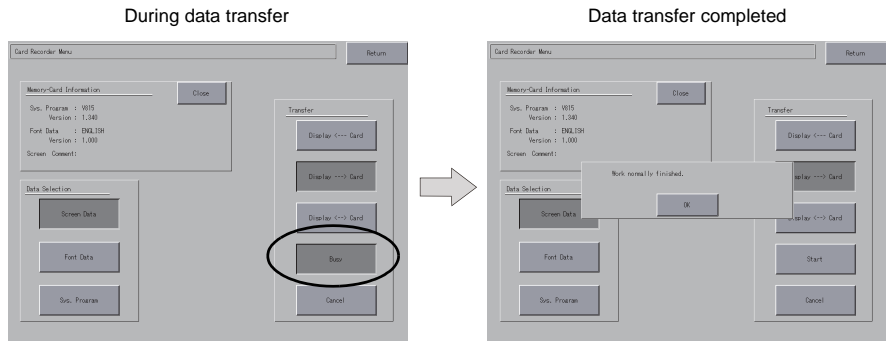 During data transfer
Data transfer completed
Card Recorder Menu
Return
Memory-Card Information
Close
Sys. Program : V815
Version : 1.340
Font Data : ENGLISH
Version : 1.000
Screen Comment:
Transfer
Display <--- Card
Display ---> Card
Display <--> Card
Busy
Cancel
Data Selection
Screen Data
Font Data
Sys. Program
Card Recorder Menu
Return
Memory-Card Information
Close
Sys. Program : V815
Version : 1.340
Font Data : ENGLISH
Version : 1.000
Screen Comment:
Transfer
Display <--- Card
splay ---> Card
splay <--> Card
Start
Cancel
Work normally finished.
OK
Data Selection
Screen Data
Font Data
Sys. Program